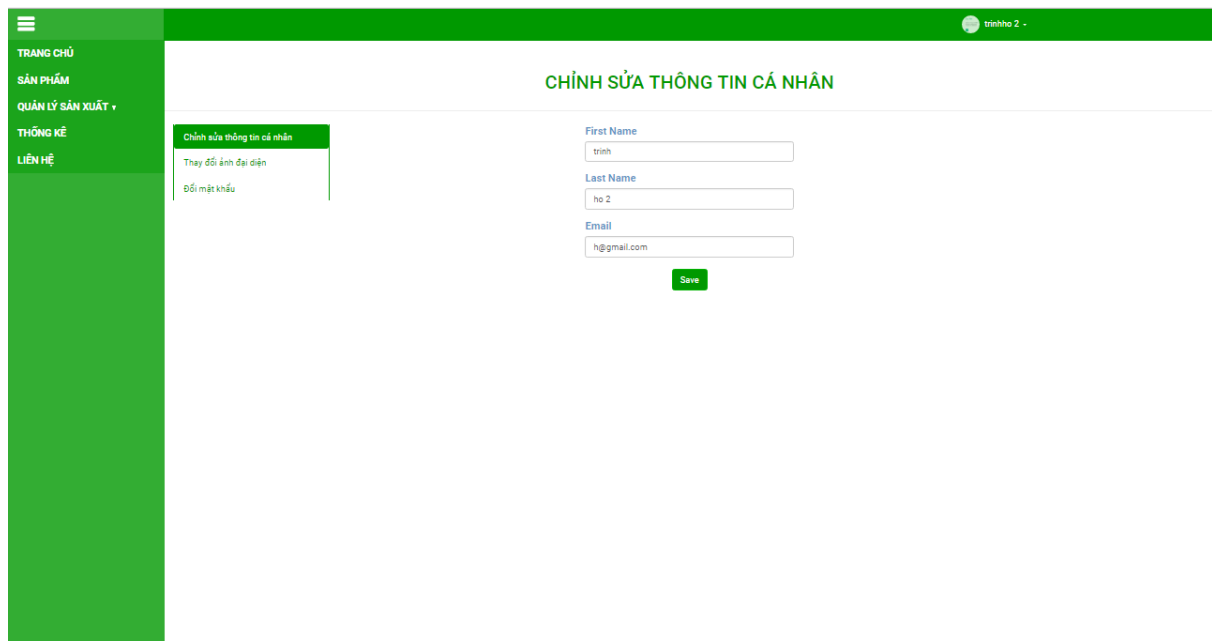 trinhho 2
TRANG CHỦ
SẢN PHẨM
QUẢN LÝ SẢN XUẤT
THỐNG KÊ
LIÊN HỆ
CHỈNH SỬA THÔNG TIN CÁ NHÂN
Chỉnh sửa thông tin cá nhân
Thay đổi ảnh đại diện
Đổi mật khẩu
First Name
trinh
Last Name
ho 2
Email
h@gmail.com
Save